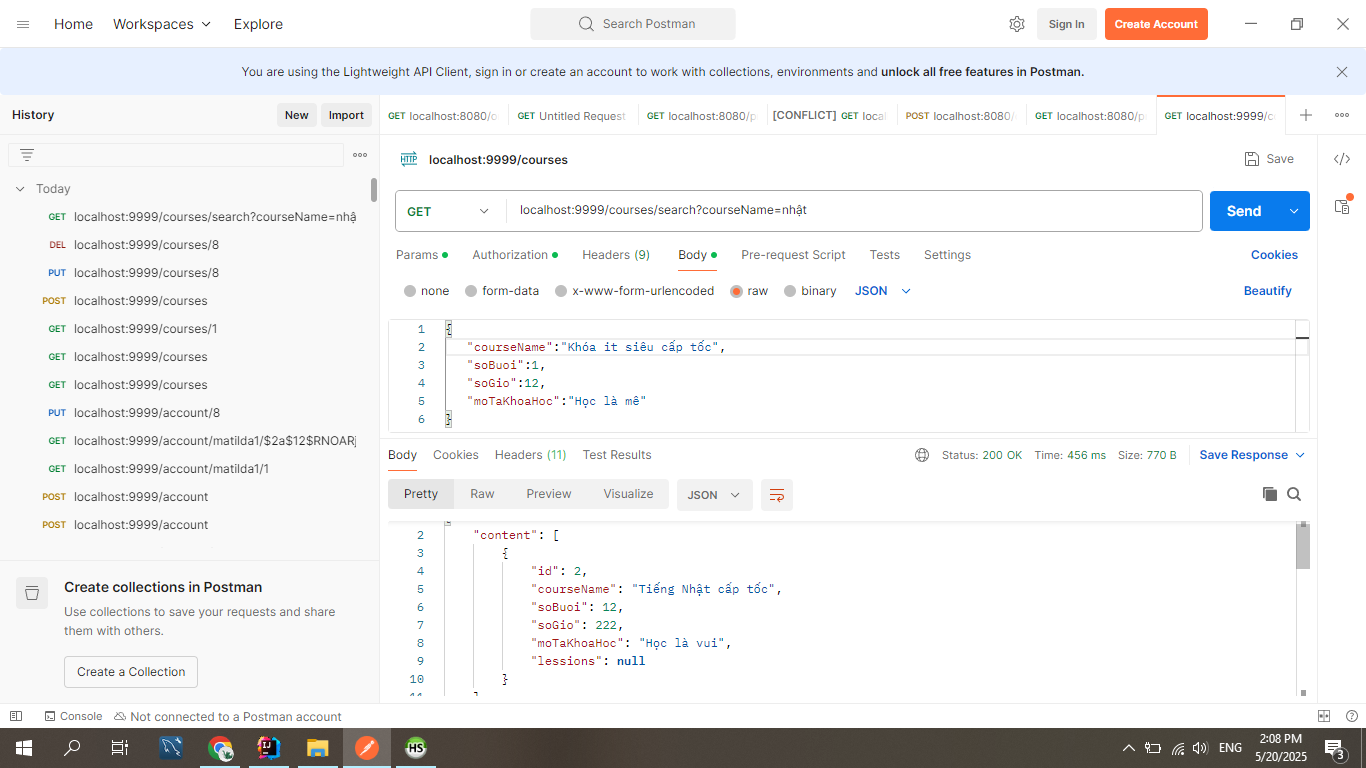 Home Workspaces Explore Search Postman Sign In Create Account
You are using the Lightweight API Client, sign in or create an account to work with collections, environments and unlock all free features in Postman.
History New Import
GET localhost:8080/o GET Untitled Request GET localhost:8080/p [CONFLICT] GET local POST localhost:8080/ GET localhost:8080/p GET localhost:9999/c
HTTP localhost:9999/courses Save
Today
GET localhost:9999/courses/search?courseName=nhậ
DEL localhost:9999/courses/8
PUT localhost:9999/courses/8
POST localhost:9999/courses
GET localhost:9999/courses/1
GET localhost:9999/courses
GET localhost:9999/courses
PUT localhost:9999/account/8
GET localhost:9999/account/matilda1/$2a$12$RNOAR
GET localhost:9999/account/matilda1/1
POST localhost:9999/account
POST localhost:9999/account
Create collections in Postman
Use collections to save your requests and share
them with others.
Create a Collection
GET localhost:9999/courses/search?courseName=nhật Send
Params Authorization Headers (9) Body Pre-request Script Tests Settings Cookies
none form-data x-www-form-urlencoded raw binary JSON Beautify
1 {
2 "courseName":"Khóa it siêu cấp tốc",
3 "soBuoi":1,
4 "soGio":12,
5 "moTaKhoaHoc":"Học là mê"
6 }
Body Cookies Headers (11) Test Results Status: 200 OK Time: 456 ms Size: 770 B Save Response
Pretty Raw Preview Visualize JSON
2 "content": [
3 {
4 "id": 2,
5 "courseName": "Tiếng Nhật cấp tốc",
6 "soBuoi": 12,
7 "soGio": 222,
8 "moTaKhoaHoc": "Học là vui",
9 "lessions": null
10 }
Console Not connected to a Postman account
HS ENG 2:08 PM
5/20/2025 3